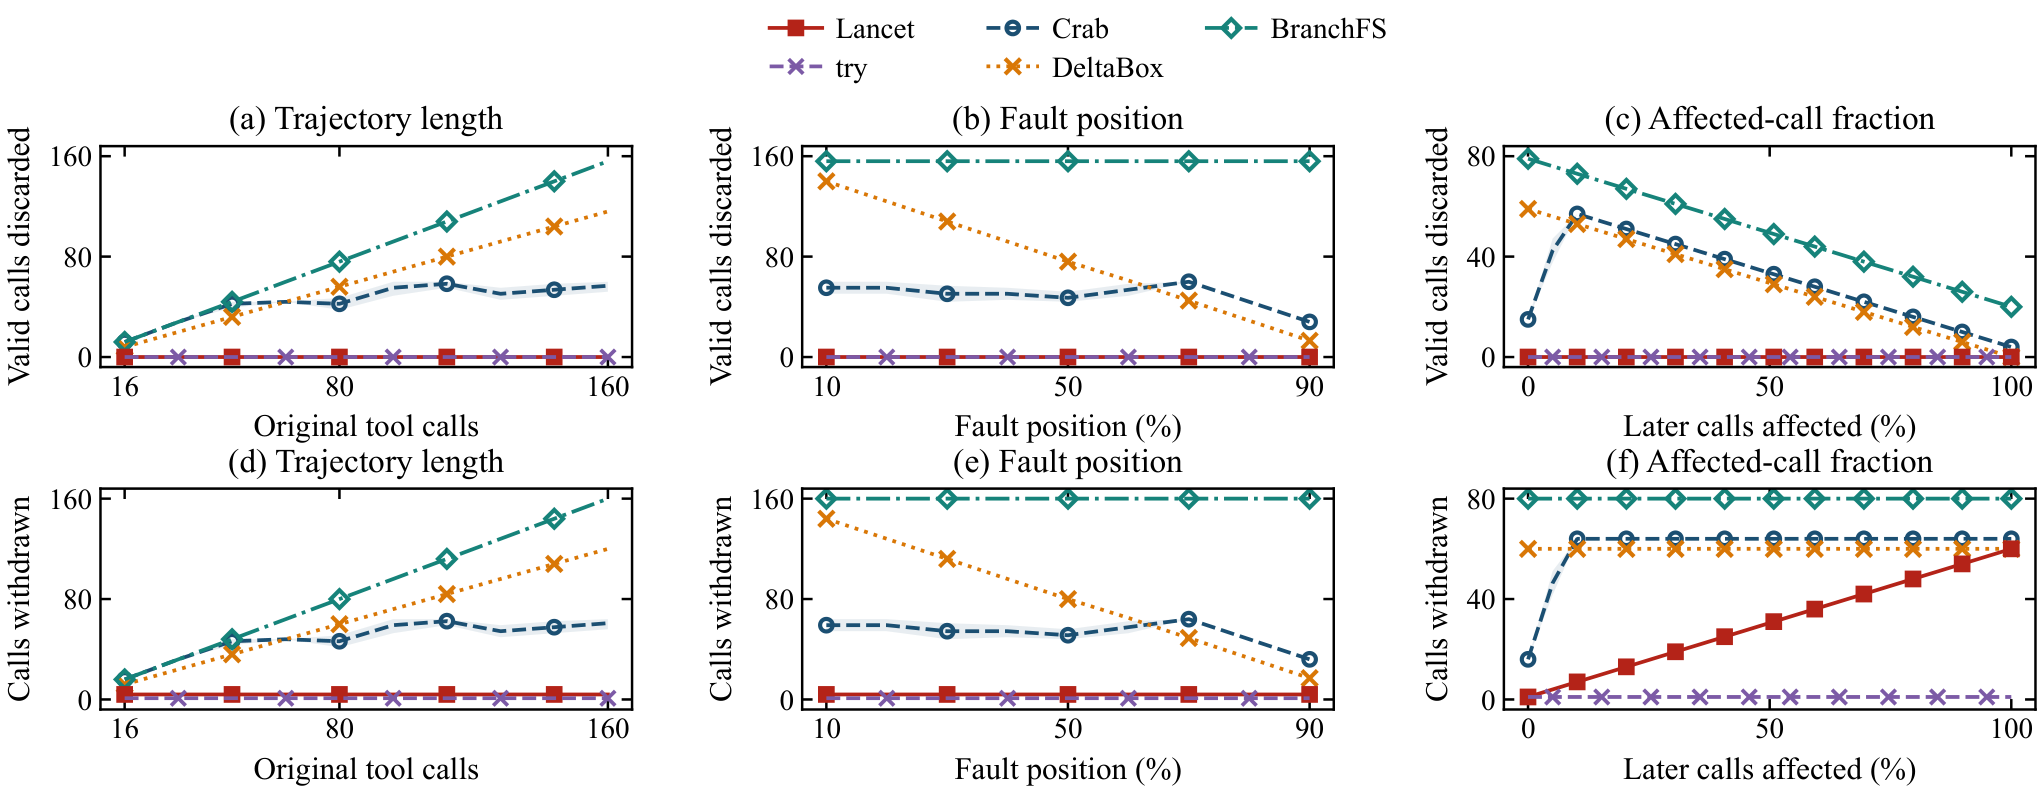 Lancet
Crab
BranchFS
try
DeltaBox
(a) Trajectory length
(b) Fault position
(c) Affected-call fraction
Valid calls discarded
160
80
0
16
80
160
Original tool calls
Valid calls discarded
160
80
0
10
50
90
Fault position (%)
Valid calls discarded
80
40
0
0
50
100
Later calls affected (%)
(d) Trajectory length
(e) Fault position
(f) Affected-call fraction
Calls withdrawn
160
80
0
16
80
160
Original tool calls
Calls withdrawn
160
80
0
10
50
90
Fault position (%)
Calls withdrawn
80
40
0
0
50
100
Later calls affected (%)